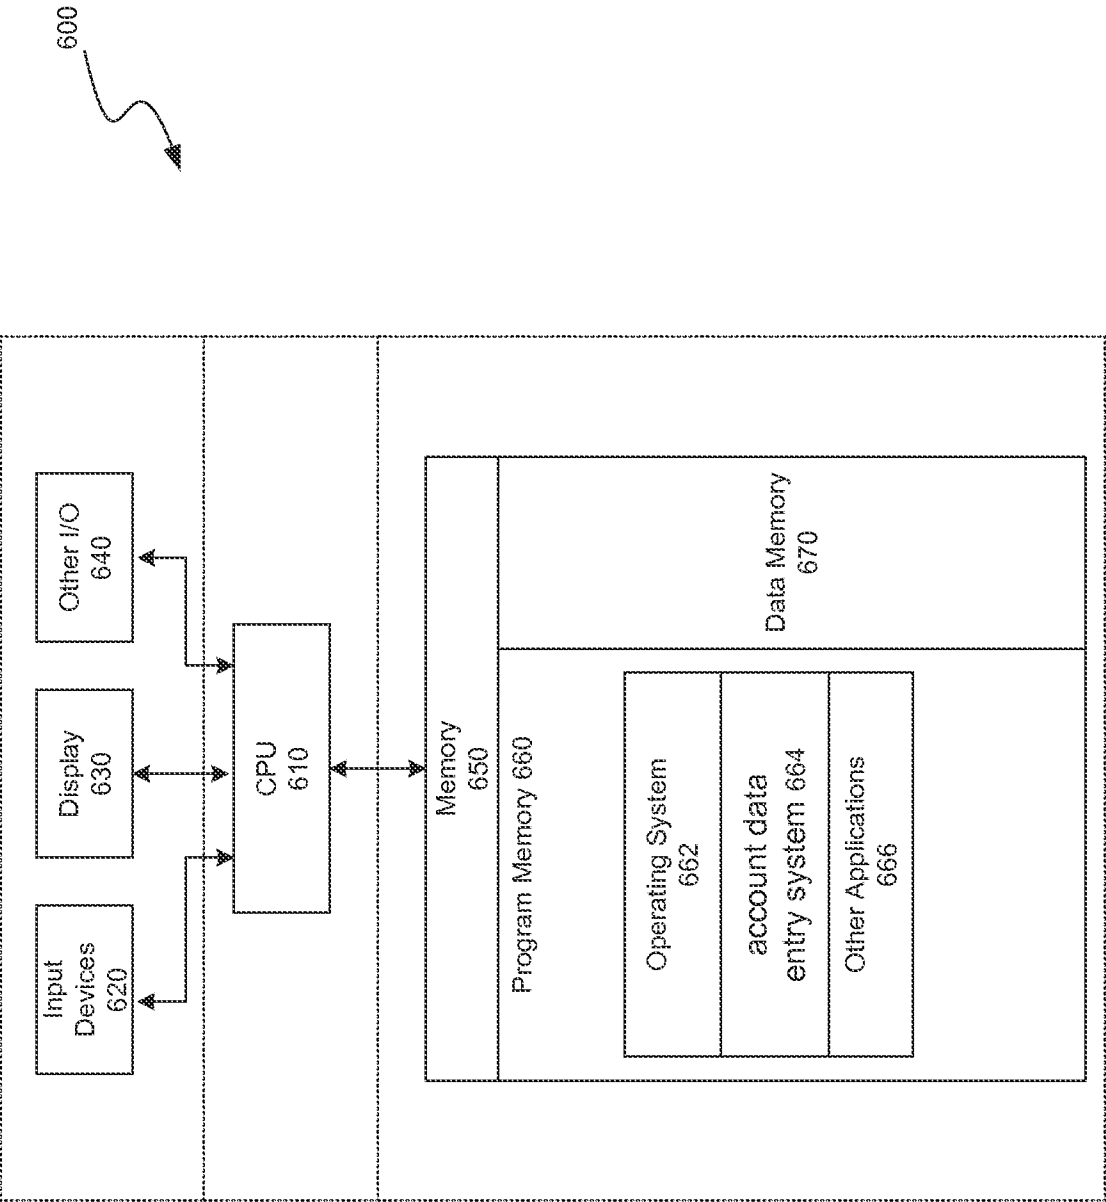 600
Input
Devices
620
Display
630
Other I/O
640
CPU
610
Memory
650
Program Memory 660
Operating System
662
account data
entry system 664
Other Applications
666
Data Memory
670